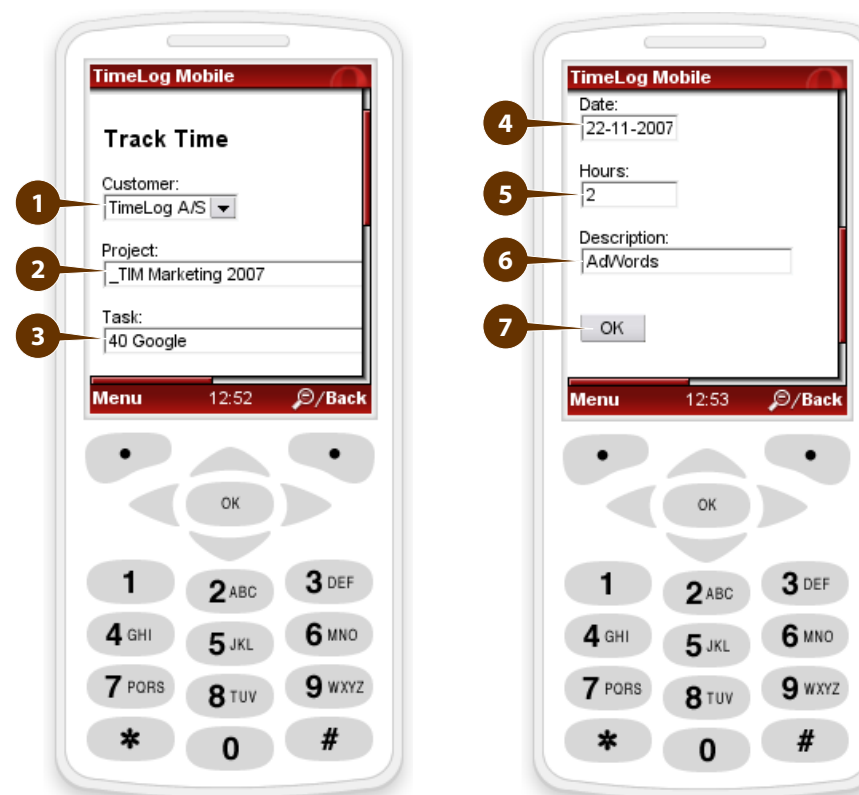 TimeLog Mobile
Track Time
Customer:
1
TimeLog A/S
Project:
2
_TIM Marketing 2007
Task:
3
40 Google
Menu 12:52 /Back
OK
1 2 ABC 3 DEF
4 GHI 5 JKL 6 MNO
7 PQRS 8 TUV 9 WXYZ
* 0 #
TimeLog Mobile
Date:
4
22-11-2007
Hours:
5
2
Description:
6
AdWords
7
OK
Menu 12:53 /Back
OK
1 2 ABC 3 DEF
4 GHI 5 JKL 6 MNO
7 PQRS 8 TUV 9 WXYZ
* 0 #